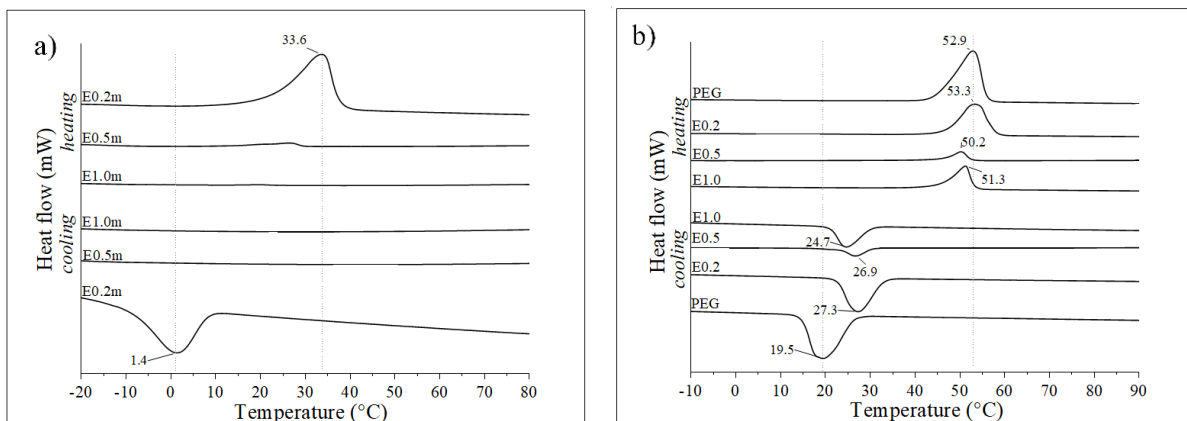 a)
33.6
E0.2m
E0.5m
E1.0m
E1.0m
E0.5m
E0.2m
1.4
Heat flow (mW)
cooling heating
-20 -10 0 10 20 30 40 50 60 70 80
Temperature (°C)
b)
52.9
PEG
53.3
E0.2
50.2
E0.5
E1.0
51.3
E1.0
24.7
E0.5
26.9
E0.2
27.3
PEG
19.5
Heat flow (mW)
cooling heating
-10 0 10 20 30 40 50 60 70 80 90
Temperature (°C)